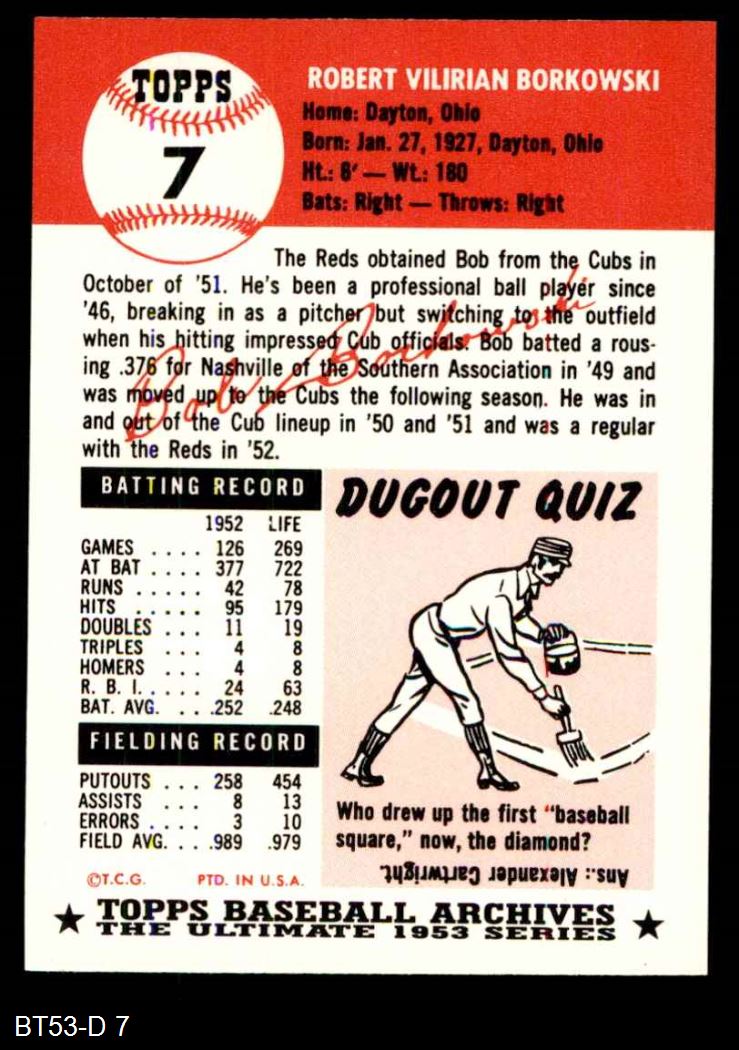 TOPPS
7
ROBERT VILIRIAN BORKOWSKI
Home: Dayton, Ohio
Born: Jan. 27, 1927, Dayton, Ohio
Ht.: 6' — Wt.: 180
Bats: Right — Throws: Right
The Reds obtained Bob from the Cubs in
October of '51. He's been a professional ball player since
'46, breaking in as a pitcher but switching to the outfield
when his hitting impressed Cub officials. Bob batted a rous-
ing .376 for Nashville of the Southern Association in '49 and
was moved up to the Cubs the following season. He was in
and out of the Cub lineup in '50 and '51 and was a regular
with the Reds in '52.
Bob Borkowski
BATTING RECORD
1952 LIFE
GAMES .... 126 269
AT BAT ..... 377 722
RUNS ...... 42 78
HITS ..... 95 179
DOUBLES ... 11 19
TRIPLES ... 4 8
HOMERS .... 4 8
R. B. I. .... 24 63
BAT. AVG. ... .252 .248
FIELDING RECORD
PUTOUTS ... 258 454
ASSISTS ... 8 13
ERRORS .... 3 10
FIELD AVG. ... .989 .979
©T.C.G. PTD. IN U.S.A.
DUGOUT QUIZ
Who drew up the first "baseball
square," now, the diamond?
Ans.: Alexander Cartwright.
★ TOPPS BASEBALL ARCHIVES ★
THE ULTIMATE 1953 SERIES
BT53-D 7